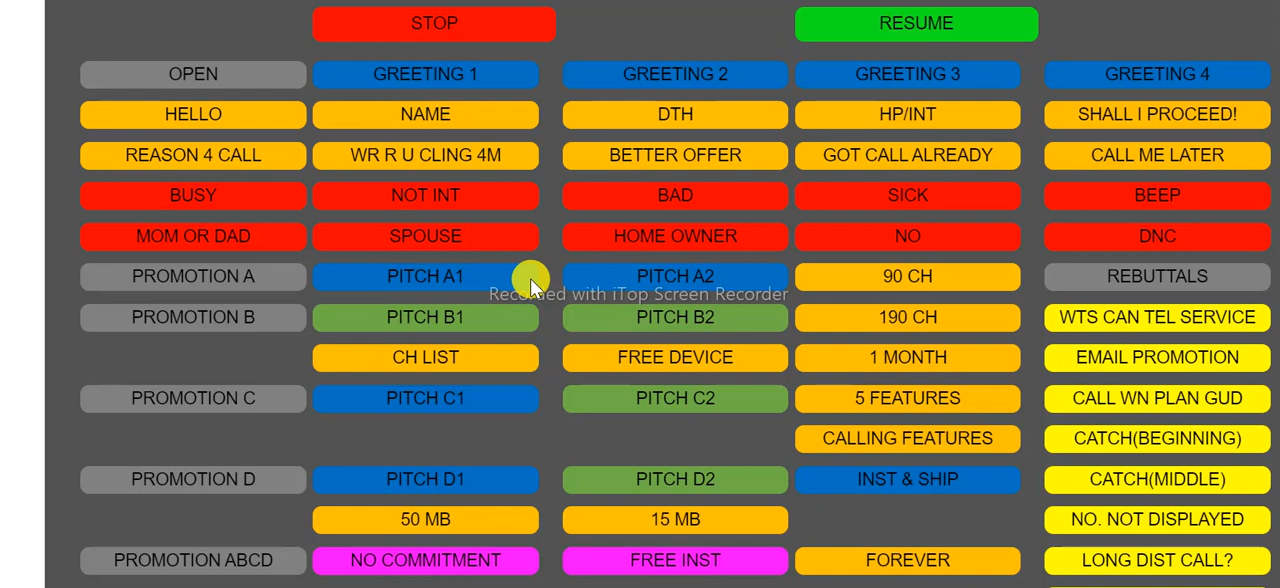 STOP RESUME
OPEN GREETING 1 GREETING 2 GREETING 3 GREETING 4
HELLO NAME DTH HP/INT SHALL I PROCEED!
REASON 4 CALL WR R U CLING 4M BETTER OFFER GOT CALL ALREADY CALL ME LATER
BUSY NOT INT BAD SICK BEEP
MOM OR DAD SPOUSE HOME OWNER NO DNC
PROMOTION A PITCH A1 PITCH A2 90 CH REBUTTALS
Recorded with iTop Screen Recorder
PROMOTION B PITCH B1 PITCH B2 190 CH WTS CAN TEL SERVICE
CH LIST FREE DEVICE 1 MONTH EMAIL PROMOTION
PROMOTION C PITCH C1 PITCH C2 5 FEATURES CALL WN PLAN GUD
CALLING FEATURES CATCH(BEGINNING)
PROMOTION D PITCH D1 PITCH D2 INST & SHIP CATCH(MIDDLE)
50 MB 15 MB NO. NOT DISPLAYED
PROMOTION ABCD NO COMMITMENT FREE INST FOREVER LONG DIST CALL?